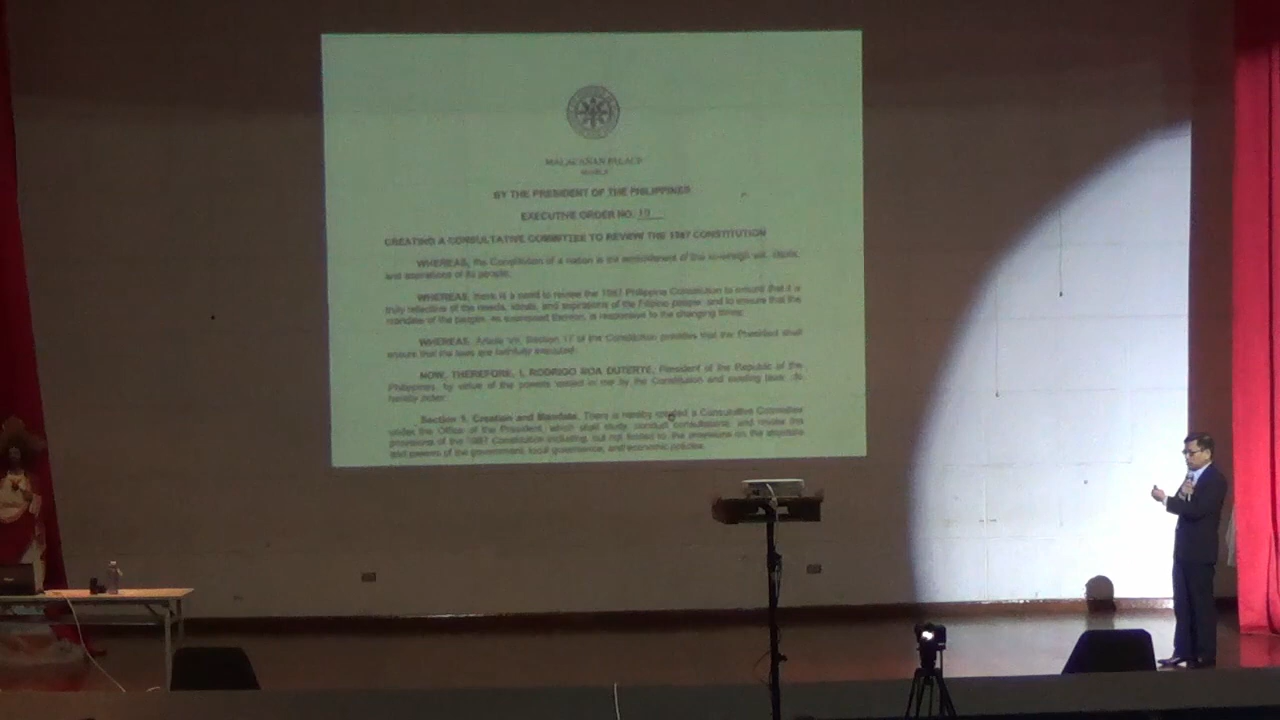 MALACAÑAN PALACE
MANILA
BY THE PRESIDENT OF THE PHILIPPINES
EXECUTIVE ORDER NO. 10
CREATING A CONSULTATIVE COMMITTEE TO REVIEW THE 1987 CONSTITUTION
WHEREAS, the Constitution of a nation is the embodiment of the sovereign will, ideals,
and aspirations of its people;
WHEREAS, there is a need to review the 1987 Philippine Constitution to ensure that it is
truly reflective of the needs, ideals, and aspirations of the Filipino people, and to ensure that the
mandate of the people, as expressed therein, is responsive to the changing times;
WHEREAS, Article VII, Section 17 of the Constitution provides that the President shall
ensure that the laws are faithfully executed;
NOW, THEREFORE, I, RODRIGO ROA DUTERTE, President of the Republic of the
Philippines, by virtue of the powers vested in me by the Constitution and existing laws, do
hereby order:
Section 1. Creation and Mandate. There is hereby created a Consultative Committee
under the Office of the President, which shall study, conduct consultations, and review the
provisions of the 1987 Constitution including, but not limited to, the provisions on the structure
and powers of the government, local governance, and economic policies.